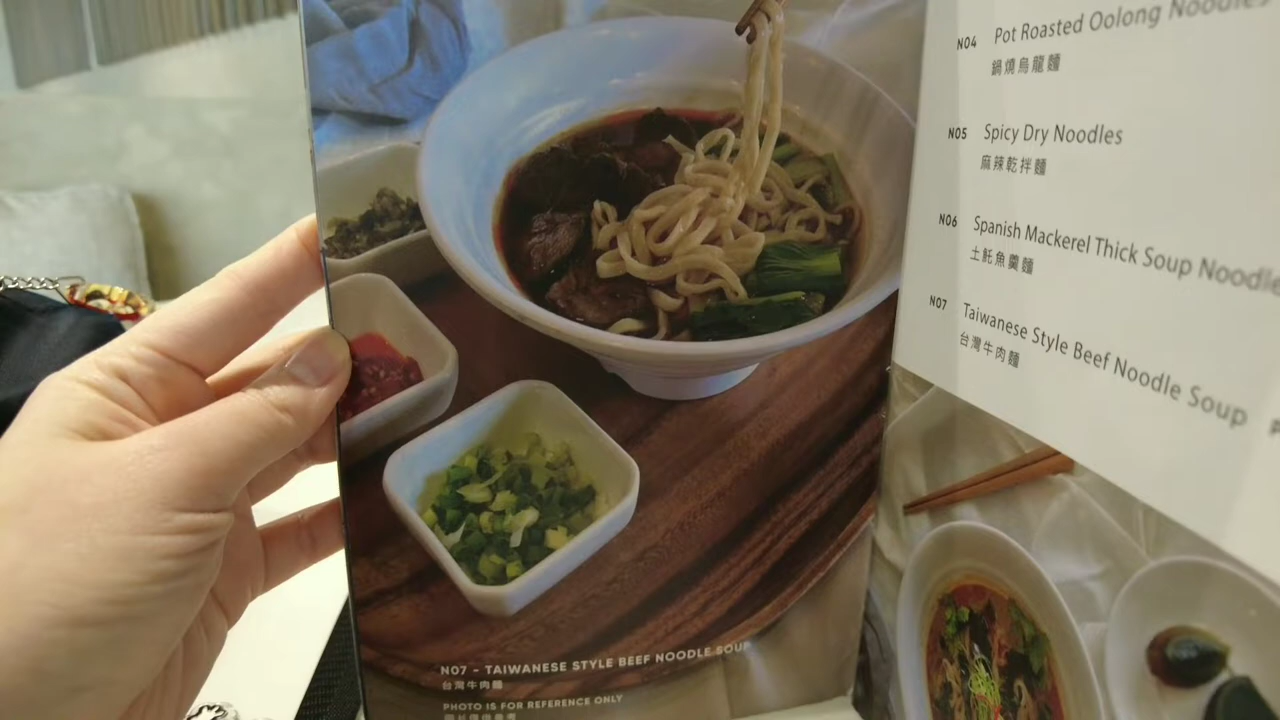 N04 Pot Roasted Oolong Noodles
鍋燒烏龍麵
N05 Spicy Dry Noodles
麻辣乾拌麵
N06 Spanish Mackerel Thick Soup Noodle
土魠魚羹麵
N07 Taiwanese Style Beef Noodle Soup
台灣牛肉麵
N07 - TAIWANESE STYLE BEEF NOODLE SOUP
台灣牛肉麵
PHOTO IS FOR REFERENCE ONLY